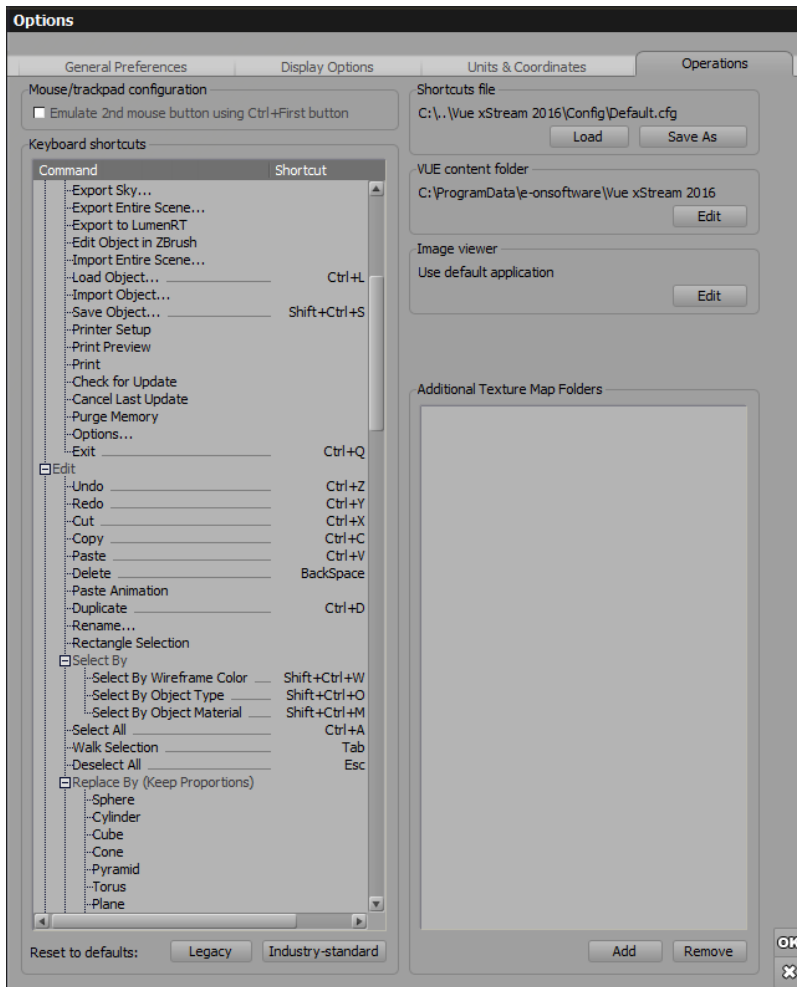 Options
General Preferences
Display Options
Units & Coordinates
Operations
Mouse/trackpad configuration
Emulate 2nd mouse button using Ctrl+First button
Keyboard shortcuts
Command Shortcut
Export Sky...
Export Entire Scene...
Export to LumenRT
Edit Object in ZBrush
Import Entire Scene...
Load Object... Ctrl+L
Import Object...
Save Object... Shift+Ctrl+S
Printer Setup
Print Preview
Print
Check for Update
Cancel Last Update
Purge Memory
Options...
Exit Ctrl+Q
Edit
Undo Ctrl+Z
Redo Ctrl+Y
Cut Ctrl+X
Copy Ctrl+C
Paste Ctrl+V
Delete BackSpace
Paste Animation
Duplicate Ctrl+D
Rename...
Rectangle Selection
Select By
Select By Wireframe Color Shift+Ctrl+W
Select By Object Type Shift+Ctrl+O
Select By Object Material Shift+Ctrl+M
Select All Ctrl+A
Walk Selection Tab
Deselect All Esc
Replace By (Keep Proportions)
Sphere
Cylinder
Cube
Cone
Pyramid
Torus
Plane
Reset to defaults: Legacy Industry-standard
Shortcuts file
C:\..\Vue xStream 2016\Config\Default.cfg
Load Save As
VUE content folder
C:\ProgramData\e-onsoftware\Vue xStream 2016
Edit
Image viewer
Use default application
Edit
Additional Texture Map Folders
Add Remove
OK